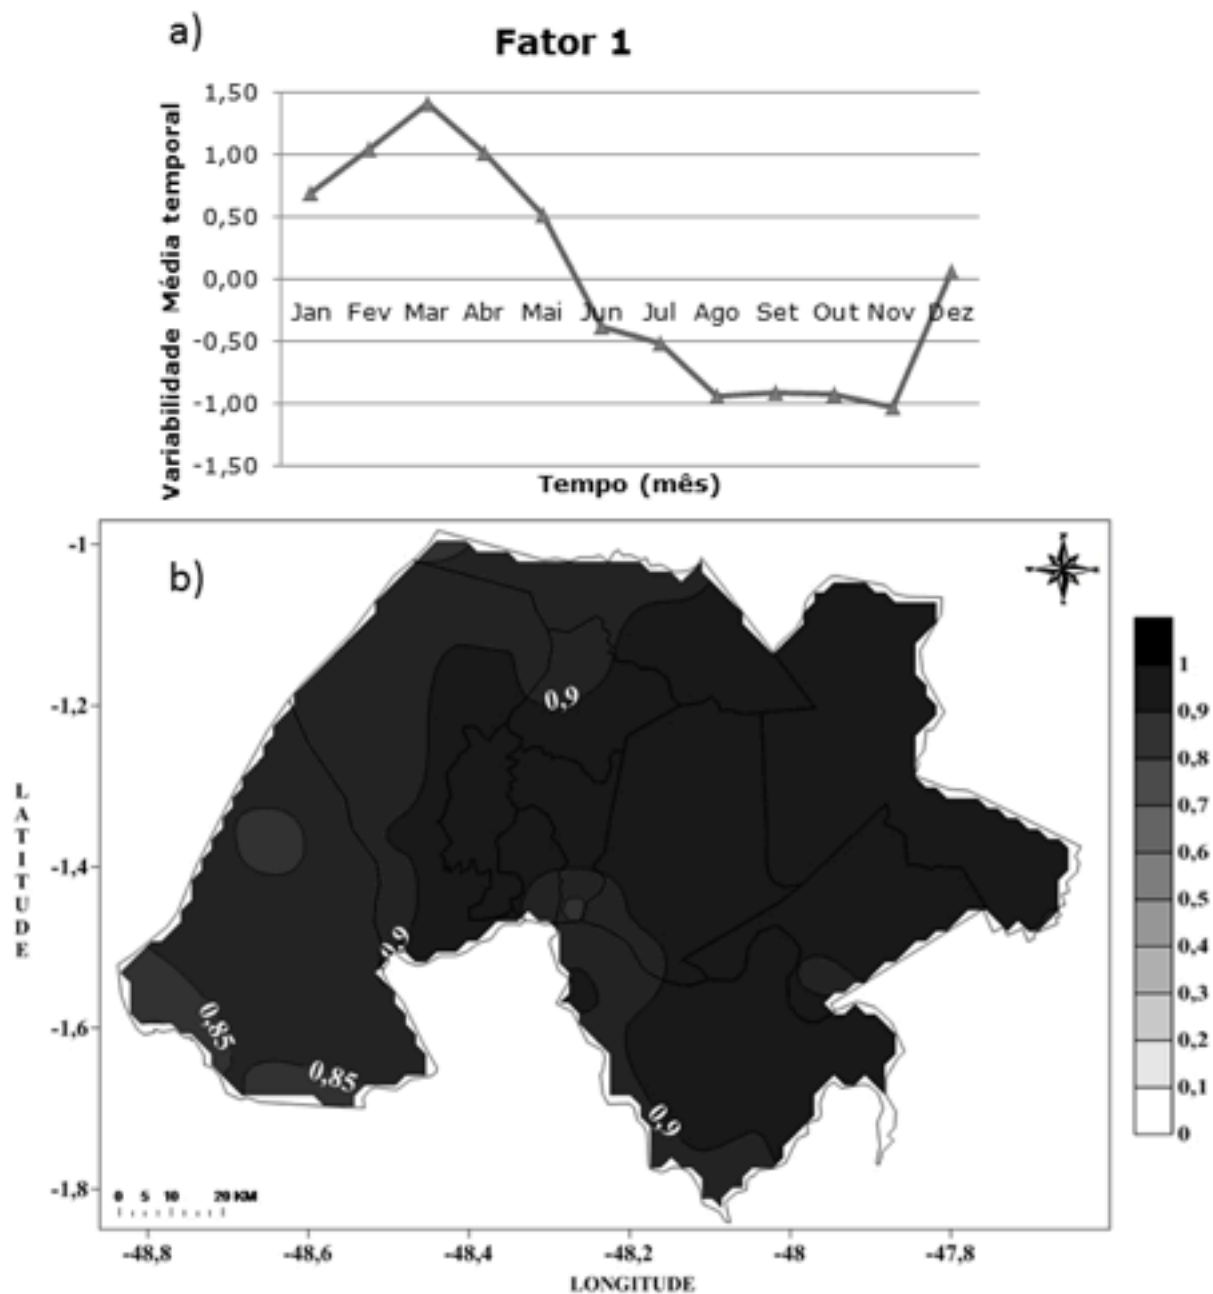 a)
Fator 1
Variabilidade Média temporal
1,50
1,00
0,50
0,00
-0,50
-1,00
-1,50
Jan Fev Mar Abr Mai Jun Jul Ago Set Out Nov Dez
Tempo (mês)
b)
LATITUDE
-1
-1,2
-1,4
-1,6
-1,8
0,9
0,9
0,85
0,85
0,9
0 5 10 20 KM
-48,8 -48,6 -48,4 -48,2 -48 -47,8
LONGITUDE
1
0,9
0,8
0,7
0,6
0,5
0,4
0,3
0,2
0,1
0